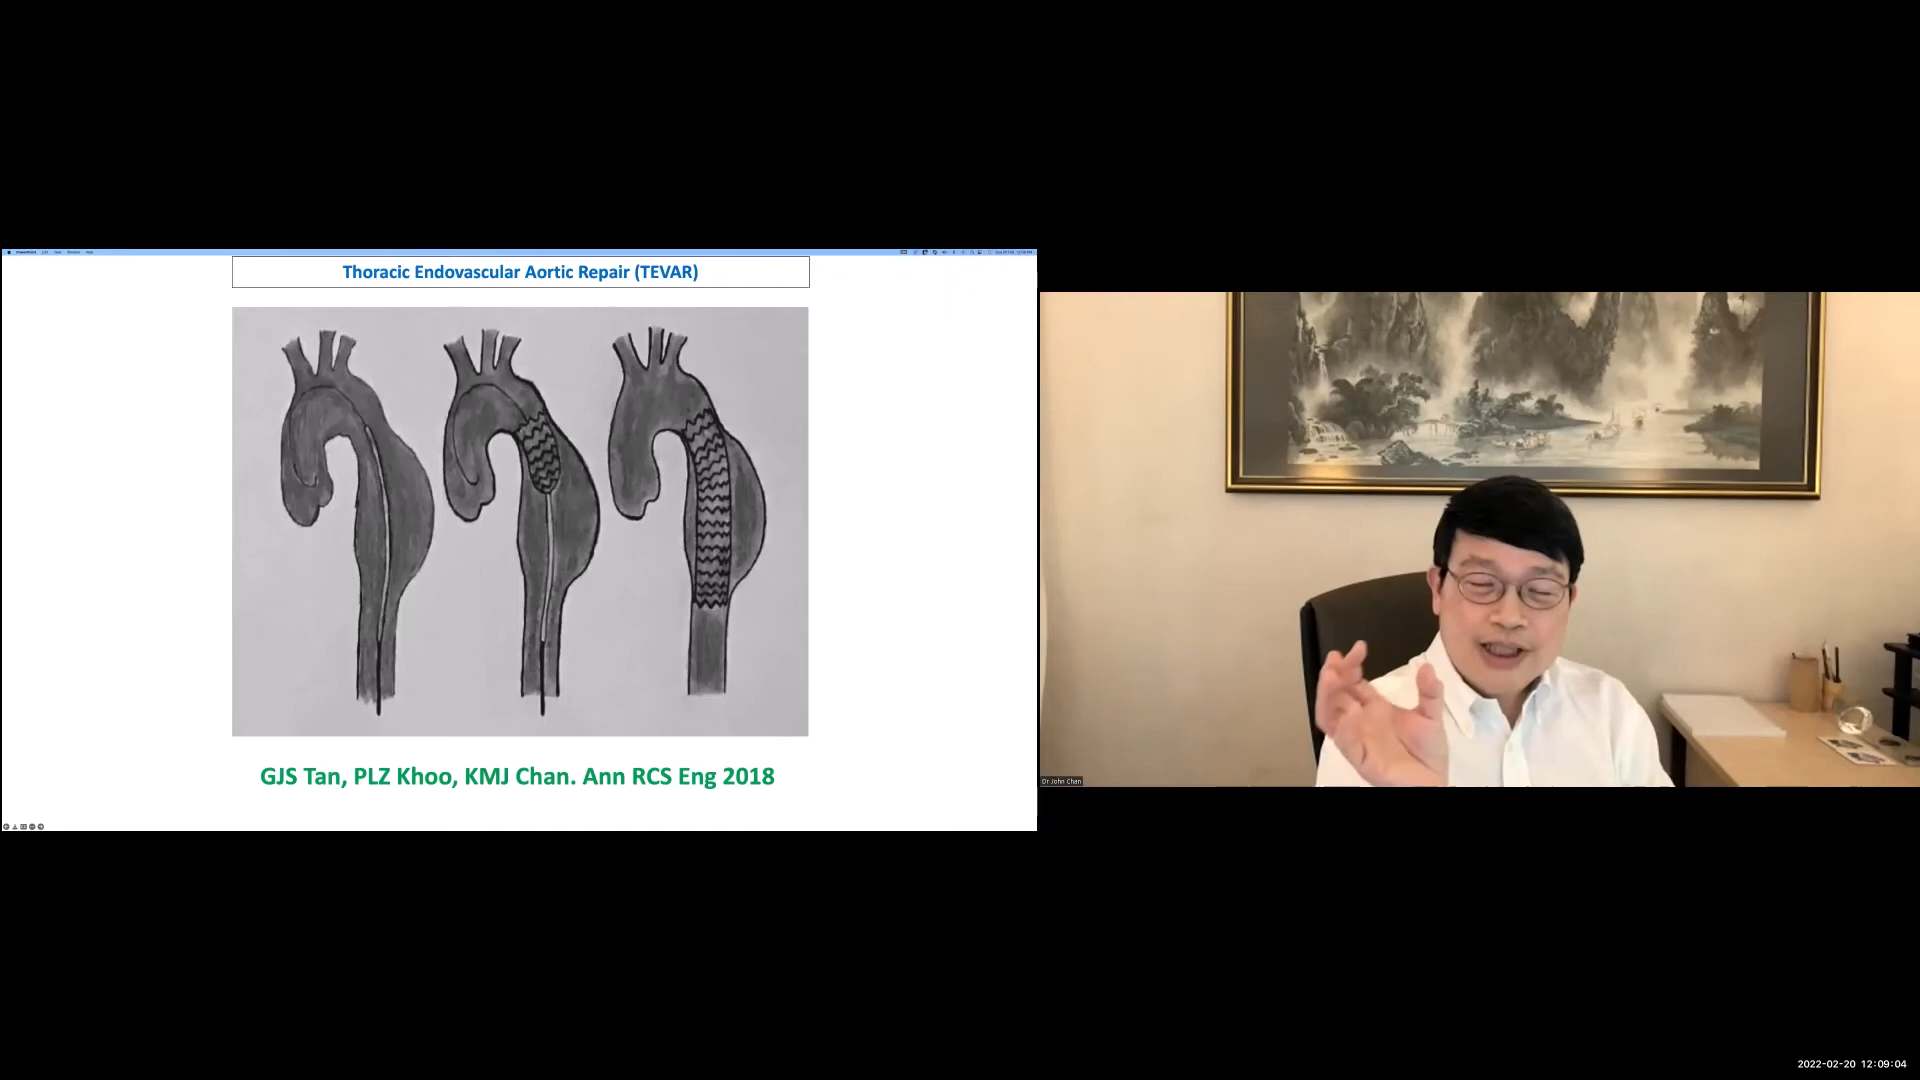 Thoracic Endovascular Aortic Repair (TEVAR)
GJS Tan, PLZ Khoo, KMJ Chan. Ann RCS Eng 2018
Dr John Chan
2022-02-20 12:09:04